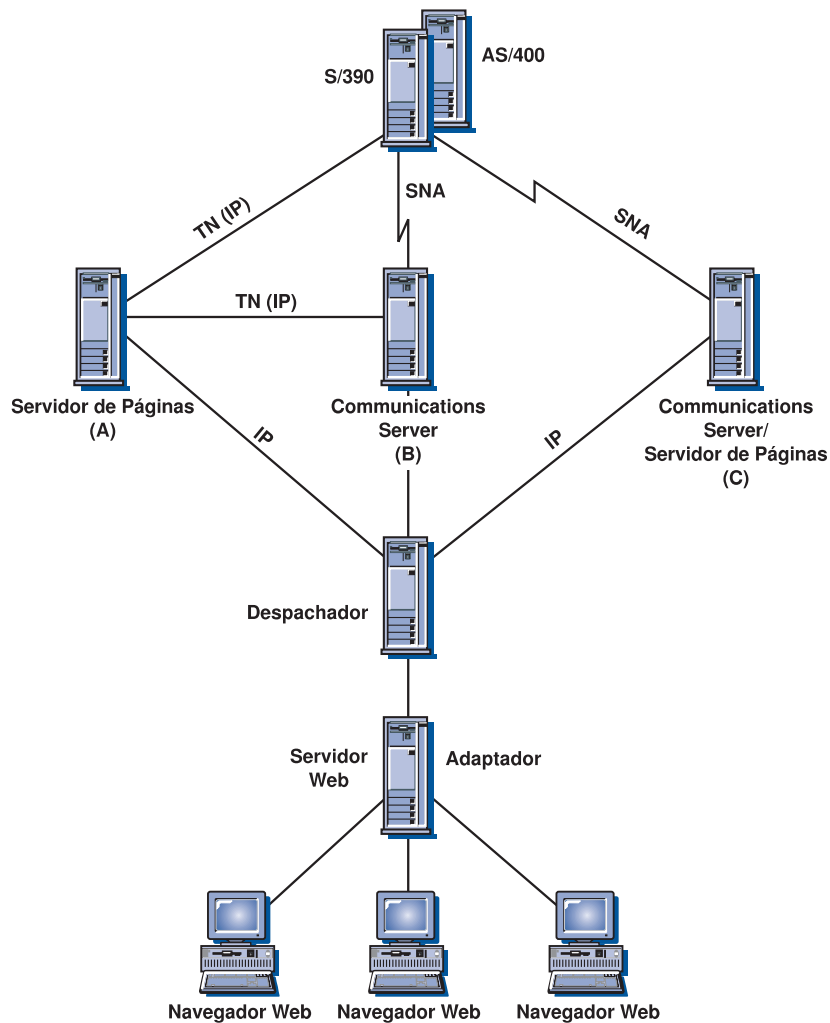 AS/400
S/390
SNA
TN (IP)
SNA
TN (IP)
Servidor de Páginas
(A)
Communications
Server
(B)
Communications
Server/
Servidor de Páginas
(C)
IP
IP
Despachador
Servidor
Web
Adaptador
Navegador Web
Navegador Web
Navegador Web